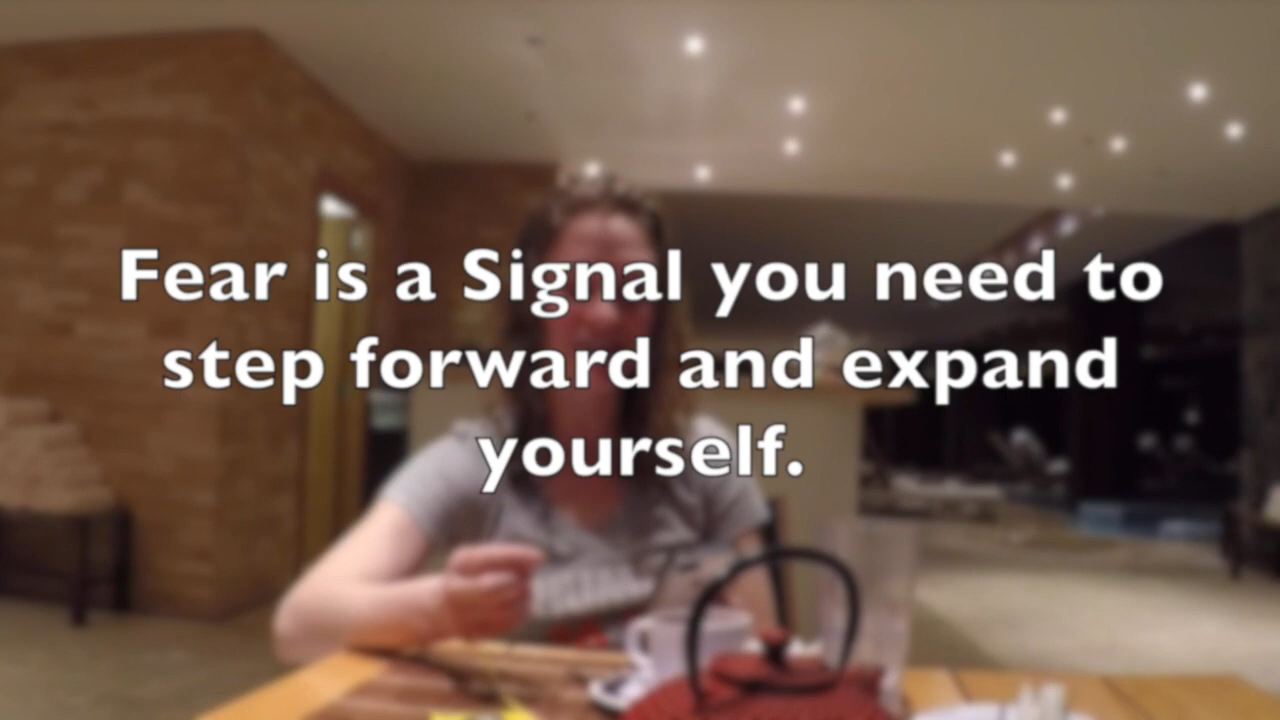 Fear is a Signal you need to
step forward and expand
yourself.